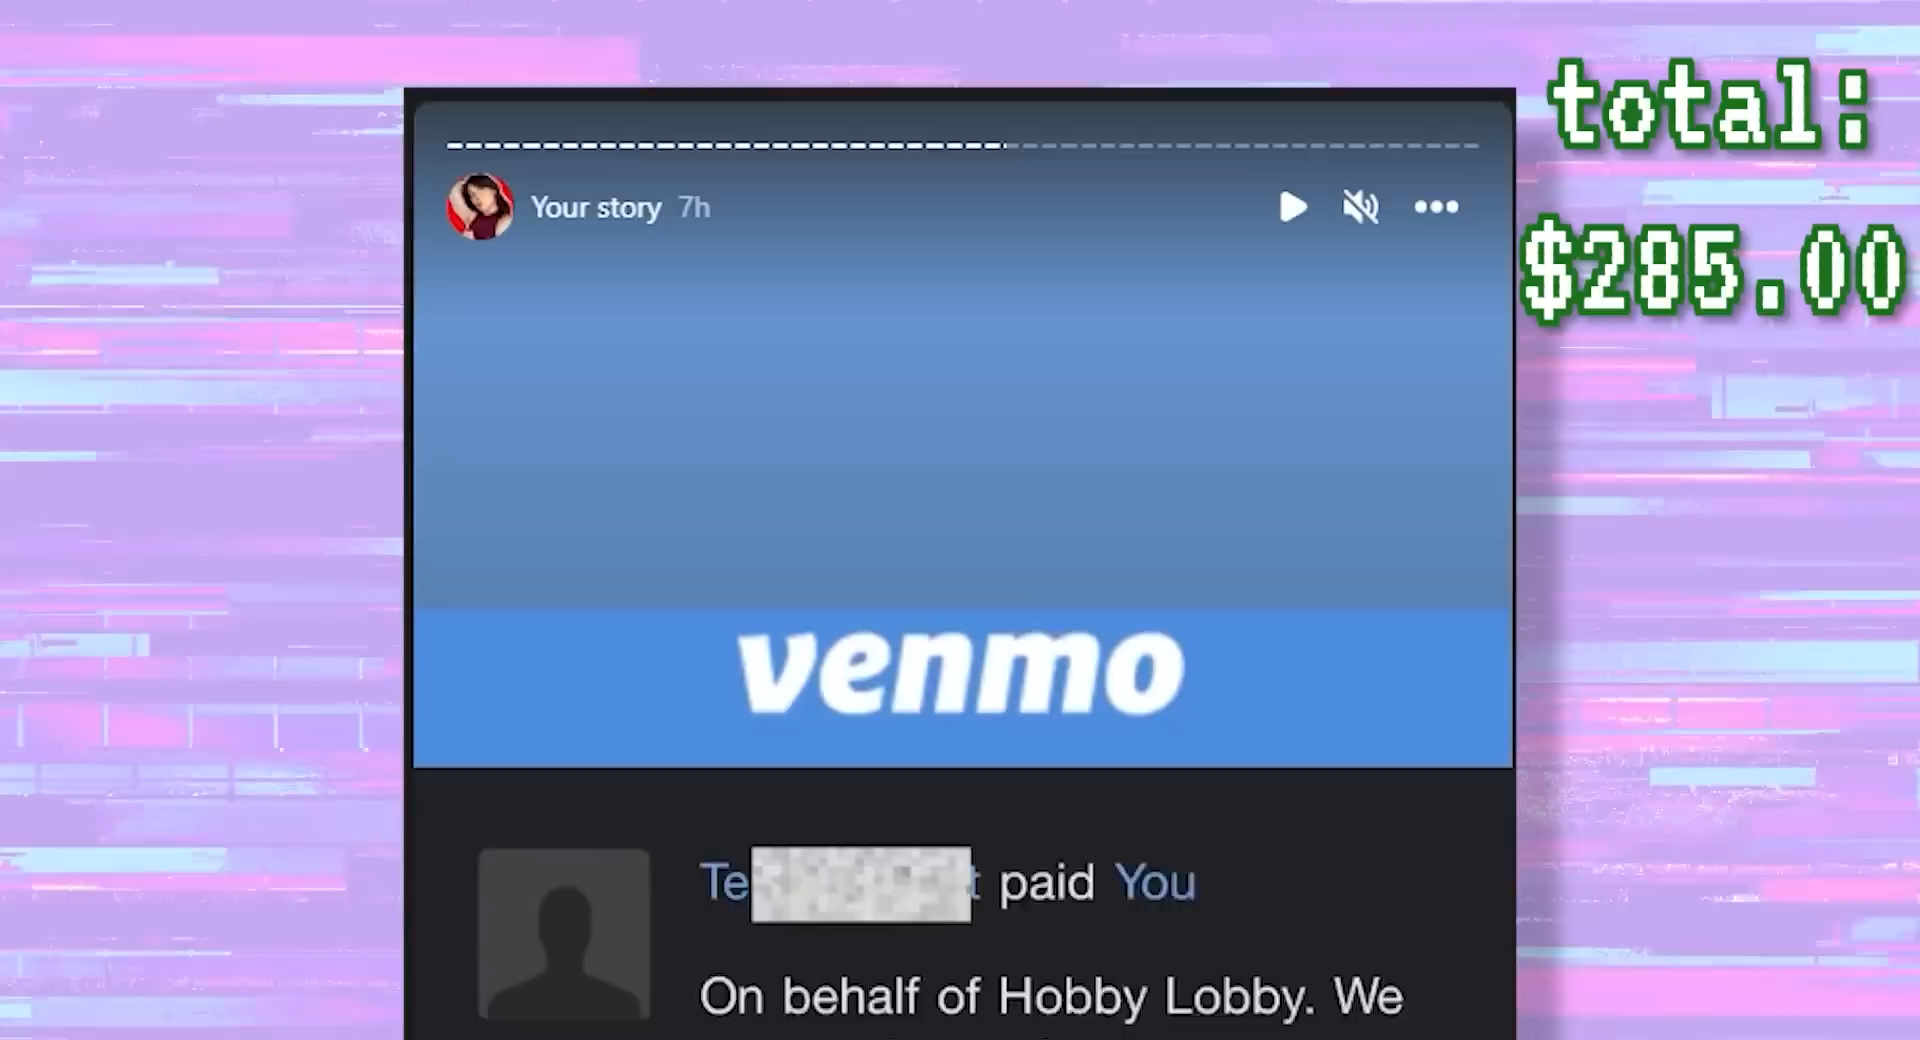 total:
$285.00
Your story 7h
venmo
Te t paid You
On behalf of Hobby Lobby. We